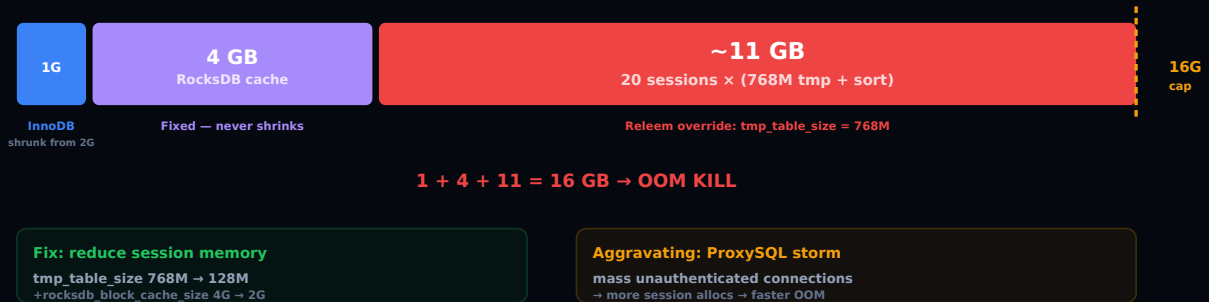 1G
4 GB
RocksDB cache
~11 GB
20 sessions × (768M tmp + sort)
16G
cap
InnoDB
shrunk from 2G
Fixed — never shrinks
Releem override: tmp_table_size = 768M
1 + 4 + 11 = 16 GB → OOM KILL
Fix: reduce session memory
tmp_table_size 768M → 128M
+rocksdb_block_cache_size 4G → 2G
Aggravating: ProxySQL storm
mass unauthenticated connections
→ more session allocs → faster OOM